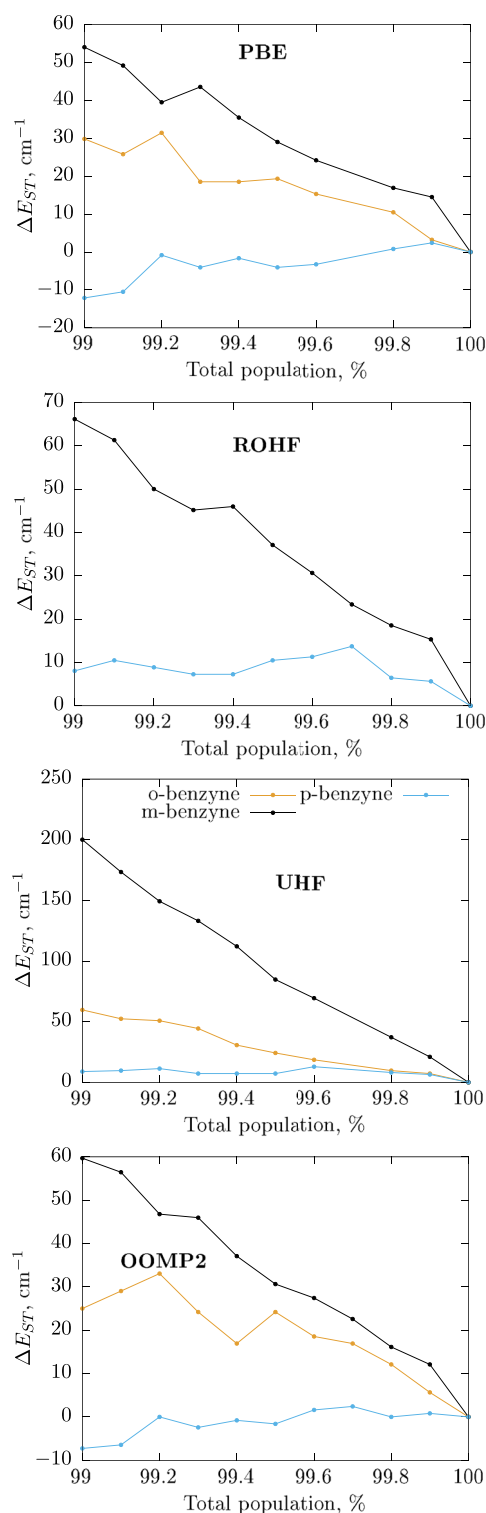 60
50
40
30
20
10
0
−10
−20
PBE
ΔE_ST, cm⁻¹
99 99.2 99.4 99.6 99.8 100
Total population, %
70
60
50
40
30
20
10
0
ROHF
ΔE_ST, cm⁻¹
99 99.2 99.4 99.6 99.8 100
Total population, %
250
200
150
100
50
0
o-benzyne p-benzyne
m-benzyne
UHF
ΔE_ST, cm⁻¹
99 99.2 99.4 99.6 99.8 100
Total population, %
60
50
40
30
20
10
0
−10
OOMP2
ΔE_ST, cm⁻¹
99 99.2 99.4 99.6 99.8 100
Total population, %